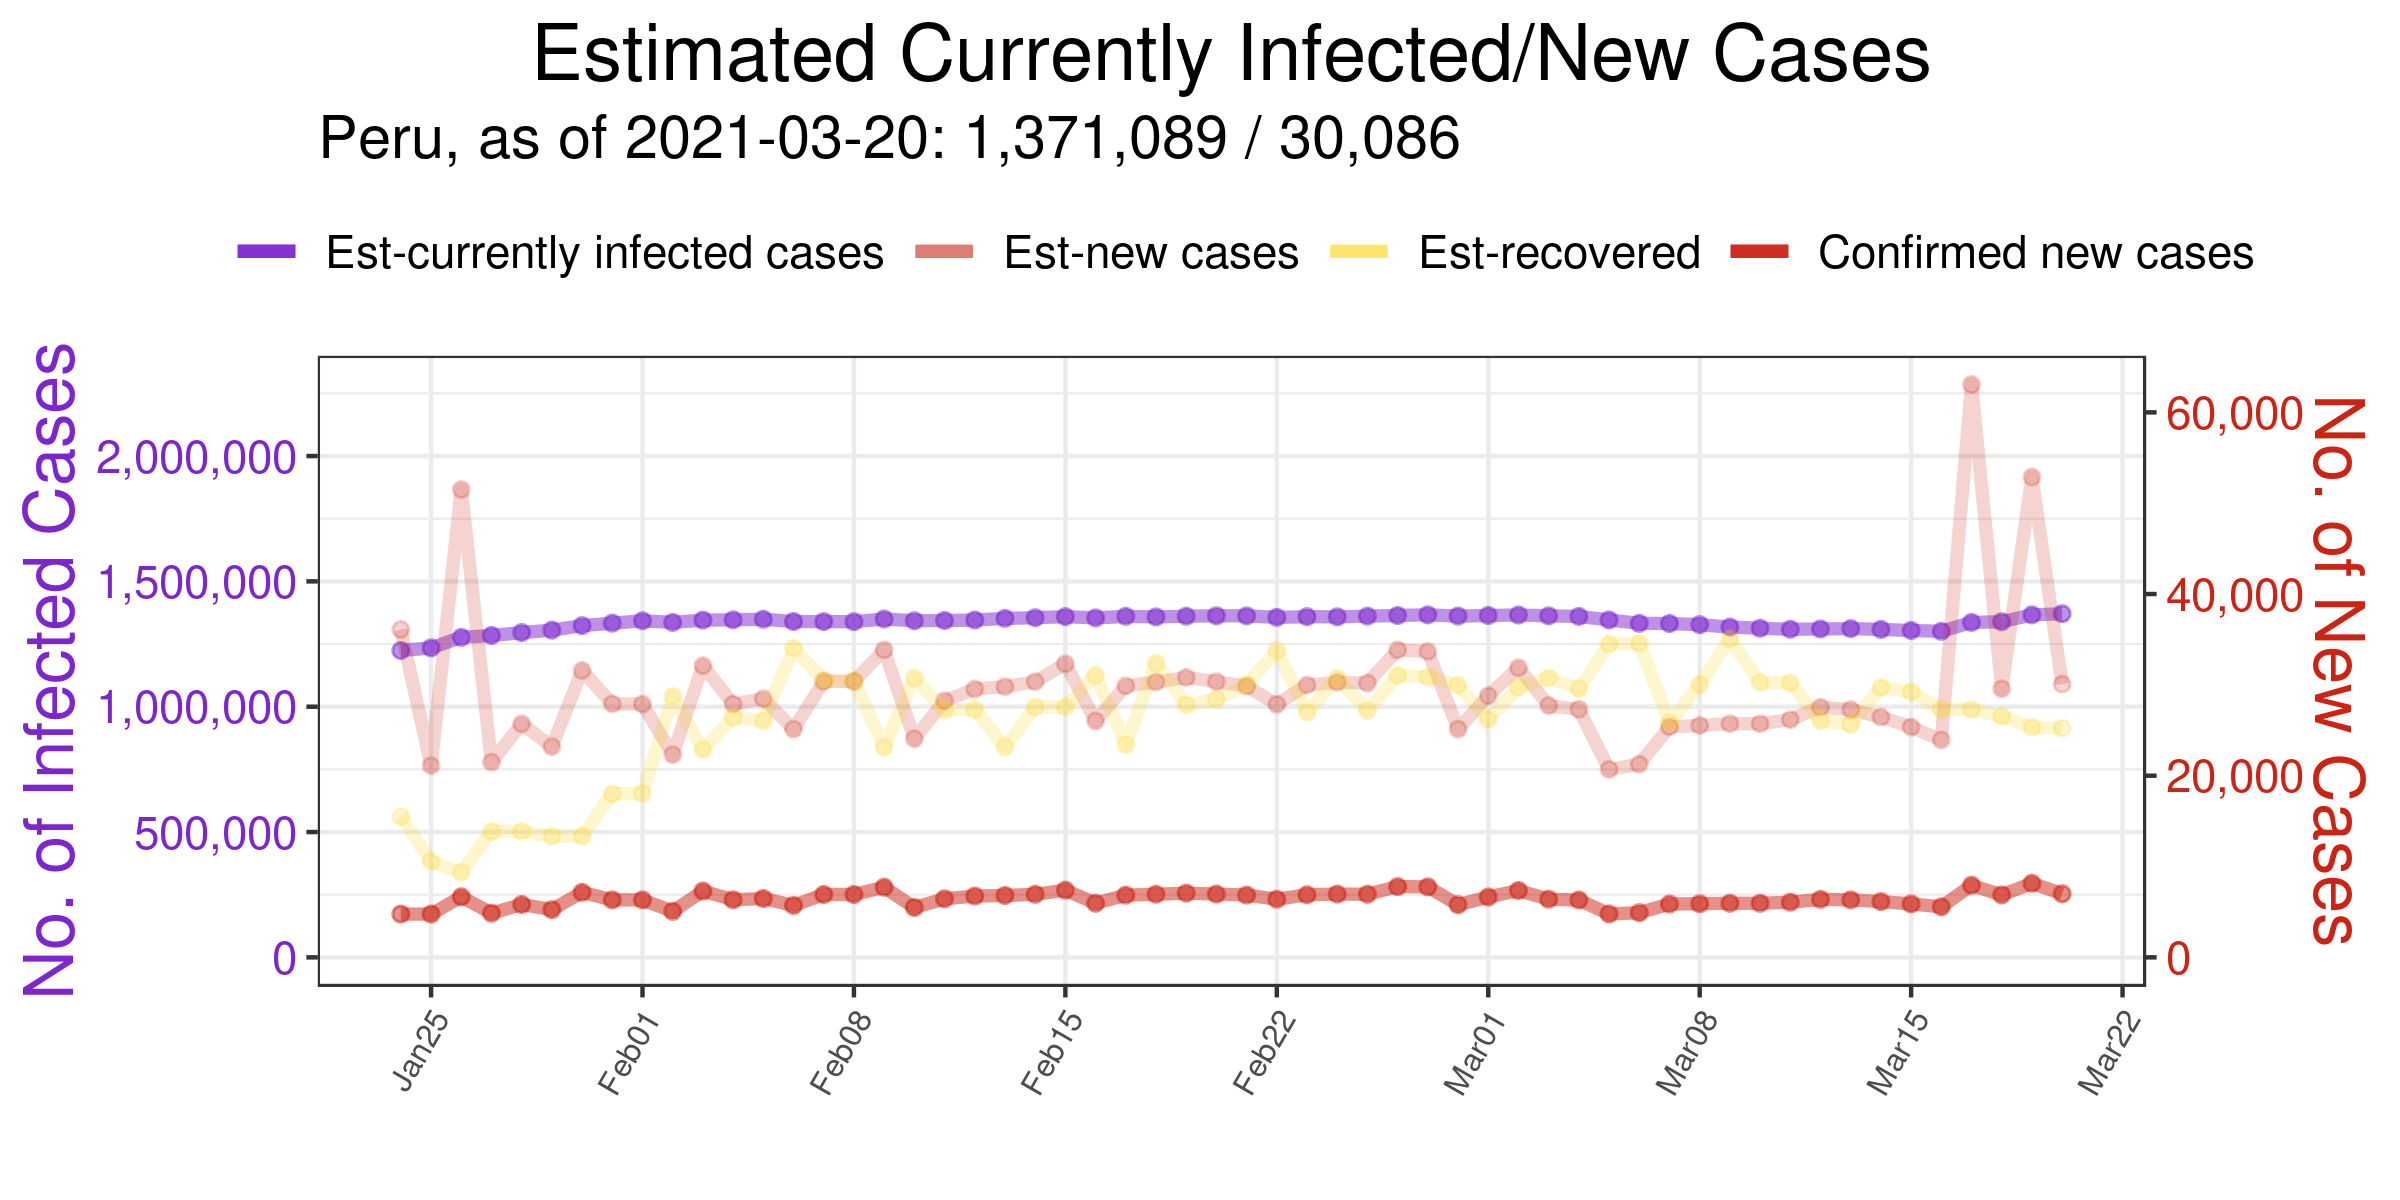 Estimated Currently Infected/New Cases
Peru, as of 2021-03-20: 1,371,089 / 30,086
Est-currently infected cases
Est-new cases
Est-recovered
Confirmed new cases
No. of Infected Cases
2,000,000
1,500,000
1,000,000
500,000
0
60,000
40,000
20,000
0
No. of New Cases
Jan25
Feb01
Feb08
Feb15
Feb22
Mar01
Mar08
Mar15
Mar22